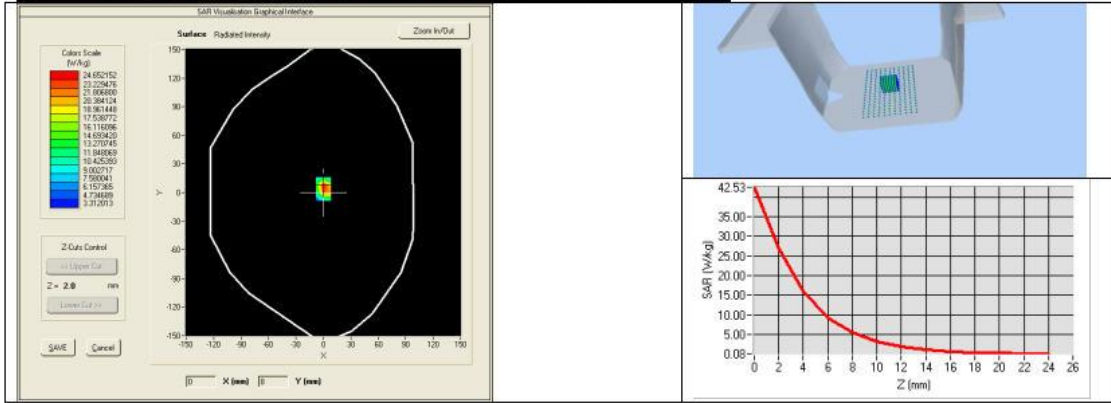 SAR Visualisation Graphical Interface
Surface Radiated Intensity
Zoom In/Out
Colors Scale
(W/kg)
24.652152
23.229476
21.806800
20.384124
18.961448
17.538772
16.116096
14.693420
13.270745
11.848069
10.425393
9.002717
7.580041
6.157365
4.734689
3.312013
Z-Cuts Control
<< Upper Cut
Z = 2.0 mm
Lower Cut >>
SAVE Cancel
150
120
90
60
30
0
-30
-60
-90
-120
-150
Y
-150 -120 -90 -60 -30 0 30 60 90 120 150
X
0 X (mm) 0 Y (mm)
42.53
35.00
30.00
25.00
20.00
15.00
10.00
5.00
0.08
SAR (W/kg)
0 2 4 6 8 10 12 14 16 18 20 22 24 26
Z (mm)